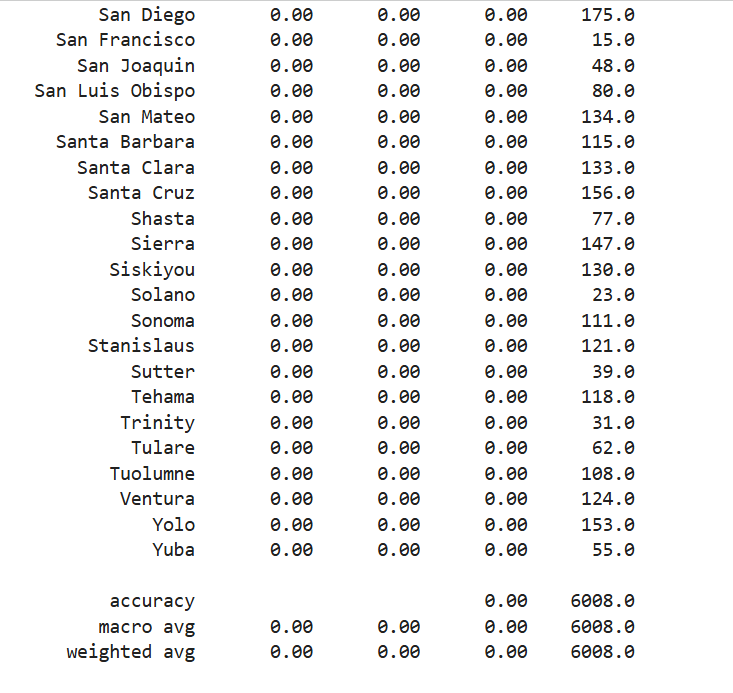 San Diego 0.00 0.00 0.00 175.0
San Francisco 0.00 0.00 0.00 15.0
San Joaquin 0.00 0.00 0.00 48.0
San Luis Obispo 0.00 0.00 0.00 80.0
San Mateo 0.00 0.00 0.00 134.0
Santa Barbara 0.00 0.00 0.00 115.0
Santa Clara 0.00 0.00 0.00 133.0
Santa Cruz 0.00 0.00 0.00 156.0
Shasta 0.00 0.00 0.00 77.0
Sierra 0.00 0.00 0.00 147.0
Siskiyou 0.00 0.00 0.00 130.0
Solano 0.00 0.00 0.00 23.0
Sonoma 0.00 0.00 0.00 111.0
Stanislaus 0.00 0.00 0.00 121.0
Sutter 0.00 0.00 0.00 39.0
Tehama 0.00 0.00 0.00 118.0
Trinity 0.00 0.00 0.00 31.0
Tulare 0.00 0.00 0.00 62.0
Tuolumne 0.00 0.00 0.00 108.0
Ventura 0.00 0.00 0.00 124.0
Yolo 0.00 0.00 0.00 153.0
Yuba 0.00 0.00 0.00 55.0
accuracy 0.00 6008.0
macro avg 0.00 0.00 0.00 6008.0
weighted avg 0.00 0.00 0.00 6008.0